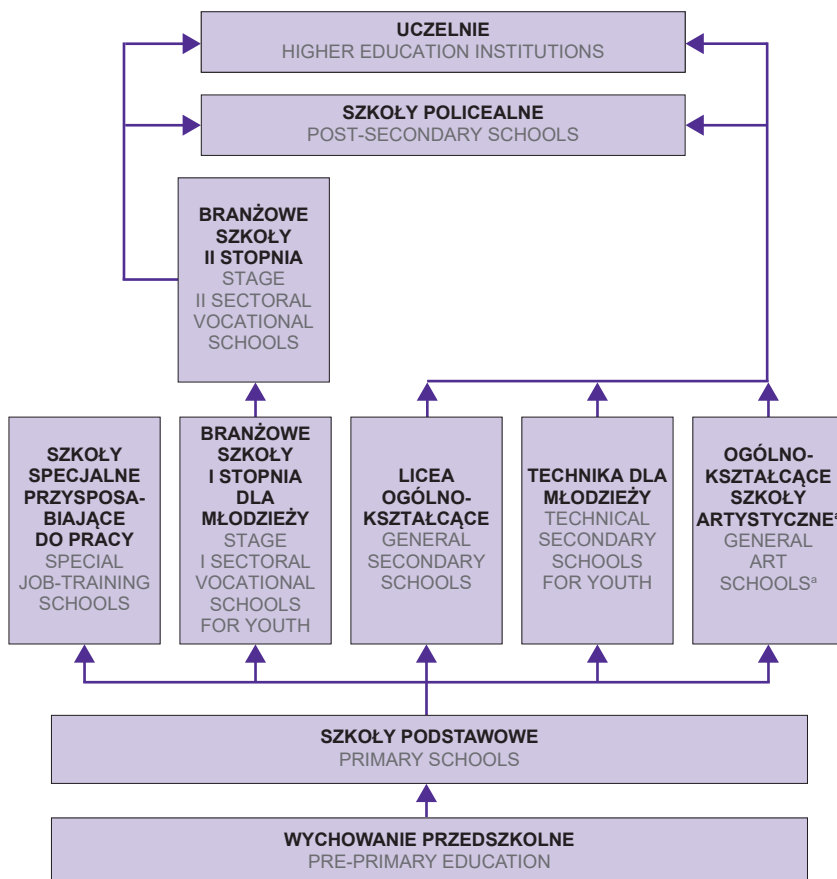 UCZELNIE
HIGHER EDUCATION INSTITUTIONS
SZKOŁY POLICEALNE
POST-SECONDARY SCHOOLS
BRANŻOWE
SZKOŁY
II STOPNIA
STAGE
II SECTORAL
VOCATIONAL
SCHOOLS
SZKOŁY
SPECJALNE
PRZYSPOSA-
BIAJĄCE
DO PRACY
SPECIAL
JOB-TRAINING
SCHOOLS
BRANŻOWE
SZKOŁY
I STOPNIA
DLA
MŁODZIEŻY
STAGE
I SECTORAL
VOCATIONAL
SCHOOLS
FOR YOUTH
LICEA
OGÓLNO-
KSZTAŁCĄCE
GENERAL
SECONDARY
SCHOOLS
TECHNIKA DLA
MŁODZIEŻY
TECHNICAL
SECONDARY
SCHOOLS
FOR YOUTH
OGÓLNO-
KSZTAŁCĄCE
SZKOŁY
ARTYSTYCZNEᵃ
GENERAL
ART
SCHOOLSᵃ
SZKOŁY PODSTAWOWE
PRIMARY SCHOOLS
WYCHOWANIE PRZEDSZKOLNE
PRE-PRIMARY EDUCATION